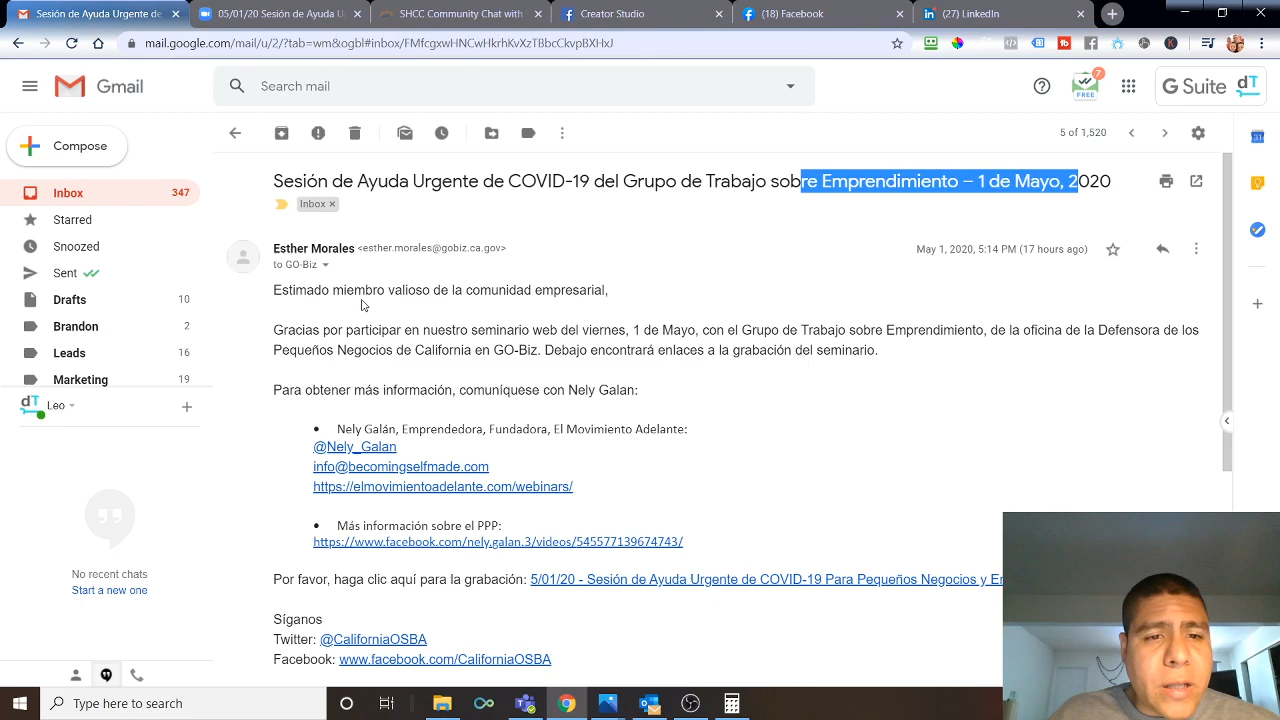 Sesión de Ayuda Urgente de
05/01/20 Sesión de Ayuda Urgente
SHCC Community Chat with
Creator Studio
(18) Facebook
(27) LinkedIn
mail.google.com/mail/u/2/?tab=wm&ogbl#inbox/FMfcgxwHNCwHkrhKvXzTBbcCkvpBXHzJ
Gmail
Search mail
7
FREE
G Suite
dT
Compose
5 of 1,520
Inbox 347
Starred
Snoozed
Sent
Drafts 10
Brandon 2
Leads 16
Marketing 19
dT Leo
No recent chats
Start a new one
Sesión de Ayuda Urgente de COVID-19 del Grupo de Trabajo sobre Emprendimiento – 1 de Mayo, 2020
Inbox
Esther Morales <esther.morales@gobiz.ca.gov>
May 1, 2020, 5:14 PM (17 hours ago)
to GO-Biz
Estimado miembro valioso de la comunidad empresarial,
Gracias por participar en nuestro seminario web del viernes, 1 de Mayo, con el Grupo de Trabajo sobre Emprendimiento, de la oficina de la Defensora de los
Pequeños Negocios de California en GO-Biz. Debajo encontrará enlaces a la grabación del seminario.
Para obtener más información, comuníquese con Nely Galan:
• Nely Galán, Emprendedora, Fundadora, El Movimiento Adelante:
@Nely_Galan
info@becomingselfmade.com
https://elmovimientoadelante.com/webinars/
• Más información sobre el PPP:
https://www.facebook.com/nely.galan.3/videos/545577139674743/
Por favor, haga clic aquí para la grabación: 5/01/20 - Sesión de Ayuda Urgente de COVID-19 Para Pequeños Negocios y
Síganos
Twitter: @CaliforniaOSBA
Facebook: www.facebook.com/CaliforniaOSBA
Type here to search